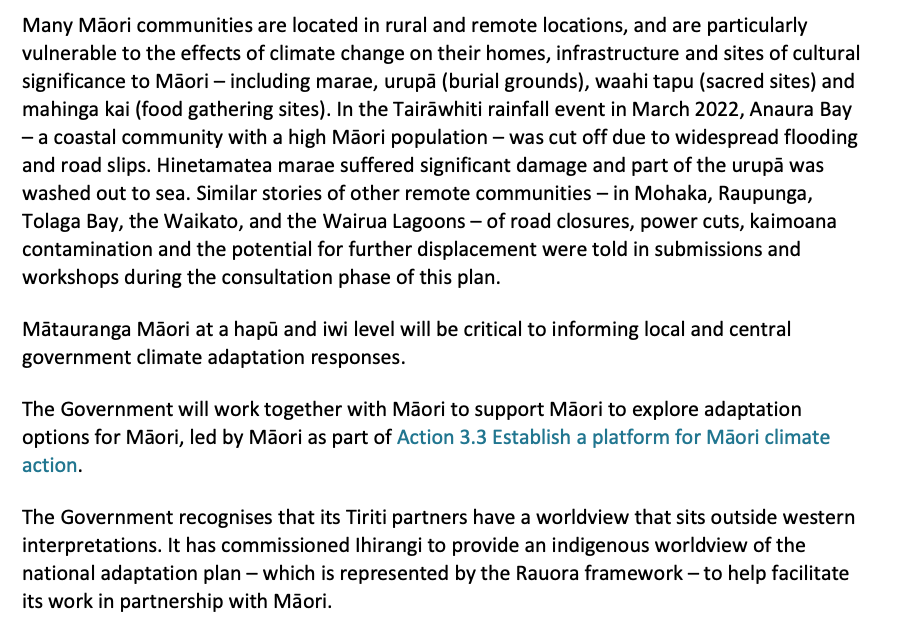 Many Māori communities are located in rural and remote locations, and are particularly
vulnerable to the effects of climate change on their homes, infrastructure and sites of cultural
significance to Māori – including marae, urupā (burial grounds), waahi tapu (sacred sites) and
mahinga kai (food gathering sites). In the Tairāwhiti rainfall event in March 2022, Anaura Bay
– a coastal community with a high Māori population – was cut off due to widespread flooding
and road slips. Hinetamatea marae suffered significant damage and part of the urupā was
washed out to sea. Similar stories of other remote communities – in Mohaka, Raupunga,
Tolaga Bay, the Waikato, and the Wairua Lagoons – of road closures, power cuts, kaimoana
contamination and the potential for further displacement were told in submissions and
workshops during the consultation phase of this plan.
Mātauranga Māori at a hapū and iwi level will be critical to informing local and central
government climate adaptation responses.
The Government will work together with Māori to support Māori to explore adaptation
options for Māori, led by Māori as part of Action 3.3 Establish a platform for Māori climate
action.
The Government recognises that its Tiriti partners have a worldview that sits outside western
interpretations. It has commissioned Ihirangi to provide an indigenous worldview of the
national adaptation plan – which is represented by the Rauora framework – to help facilitate
its work in partnership with Māori.